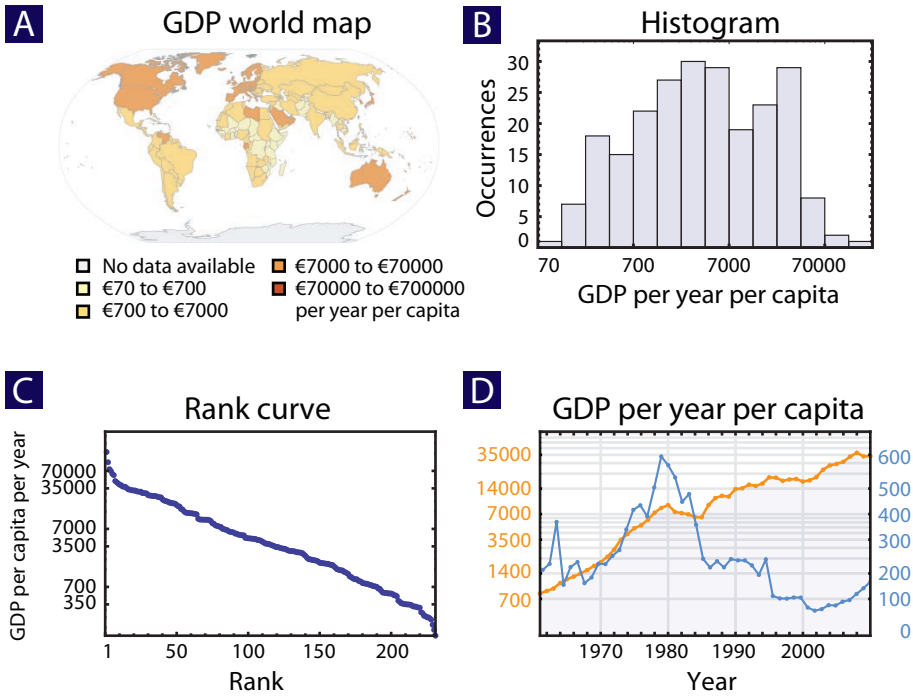 A
GDP world map
No data available
€70 to €700
€700 to €7000
€7000 to €70000
€70000 to €700000
per year per capita
B
Histogram
Occurrences
30
25
20
15
10
5
0
70 700 7000 70000
GDP per year per capita
C
Rank curve
GDP per capita per year
70000
35000
7000
3500
700
350
1 50 100 150 200
Rank
D
GDP per year per capita
35000
14000
7000
3500
1400
700
600
500
400
300
200
100
0
1970 1980 1990 2000
Year